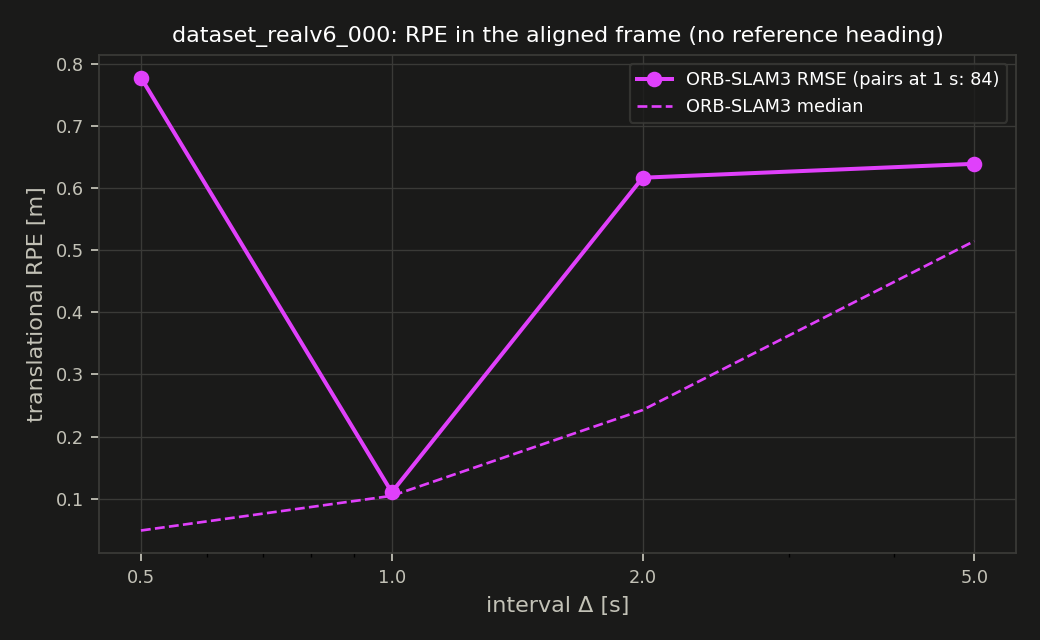 dataset_realv6_000: RPE in the aligned frame (no reference heading)
ORB-SLAM3 RMSE (pairs at 1 s: 84)
ORB-SLAM3 median
translational RPE [m]
0.8
0.7
0.6
0.5
0.4
0.3
0.2
0.1
0.5
1.0
2.0
5.0
interval Δ [s]